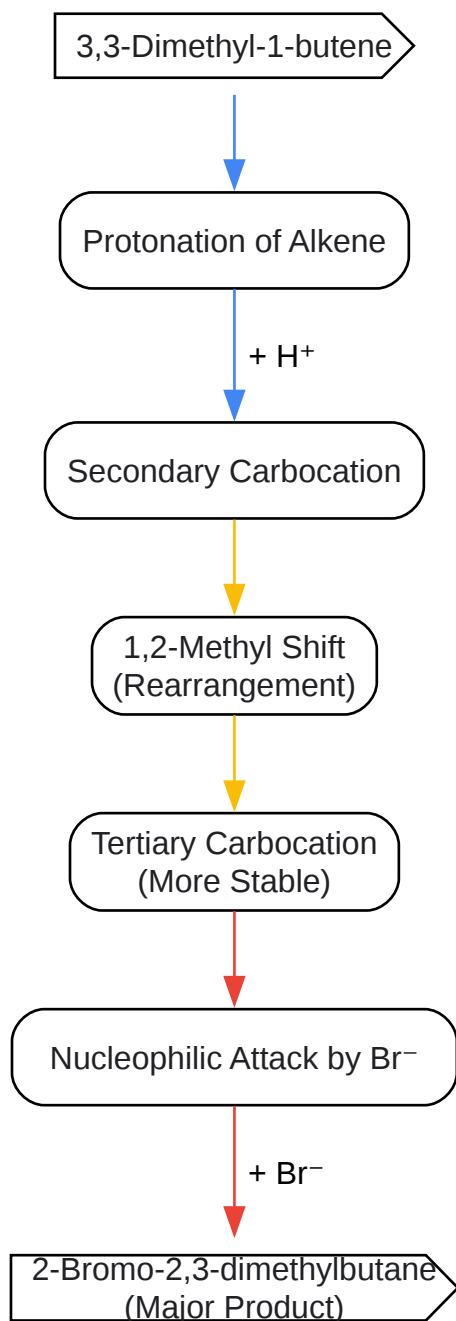 3,3-Dimethyl-1-butene
Protonation of Alkene
+ H⁺
Secondary Carbocation
1,2-Methyl Shift
(Rearrangement)
Tertiary Carbocation
(More Stable)
Nucleophilic Attack by Br⁻
+ Br⁻
2-Bromo-2,3-dimethylbutane
(Major Product)